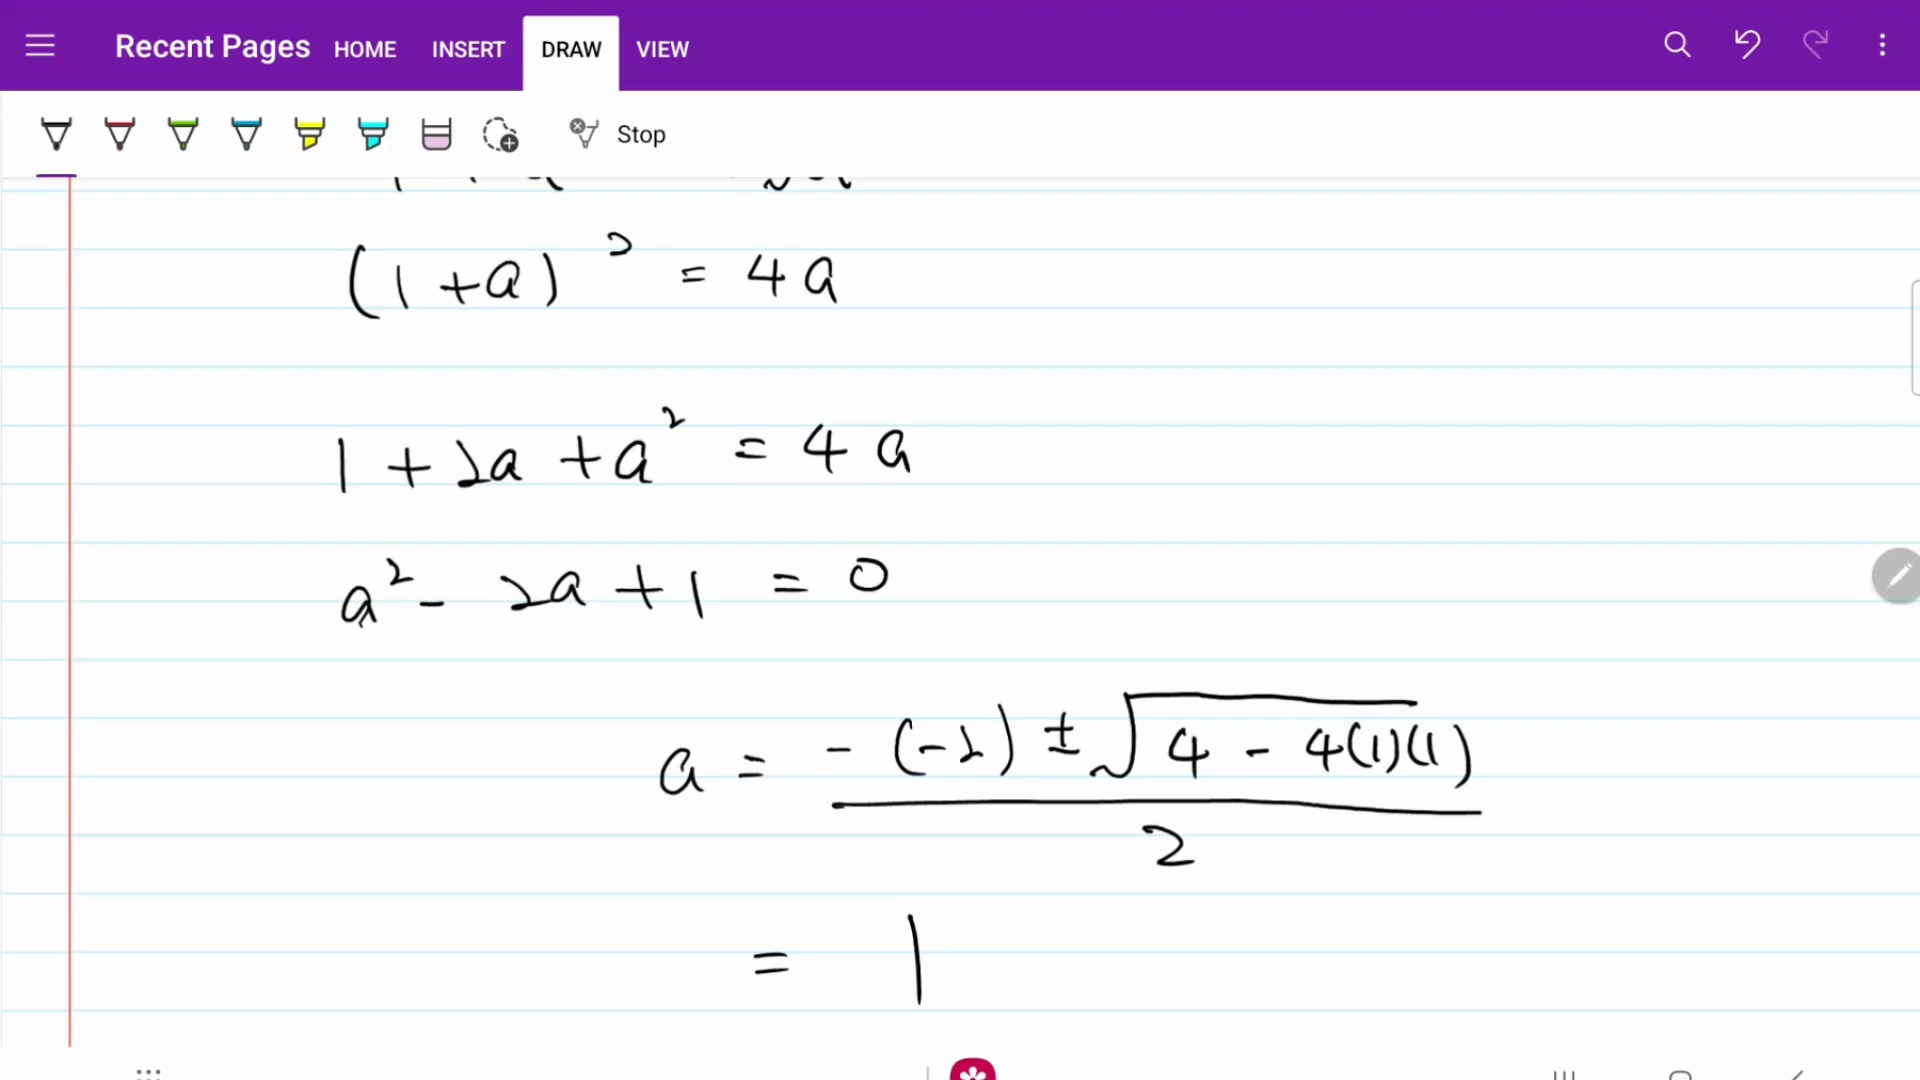 Recent Pages HOME INSERT DRAW VIEW
Stop
(1+a)² = 4a
1 + 2a + a² = 4a
a² - 2a + 1 = 0
a = (-(-2) ± √(4 - 4(1)(1))) / 2
= 1